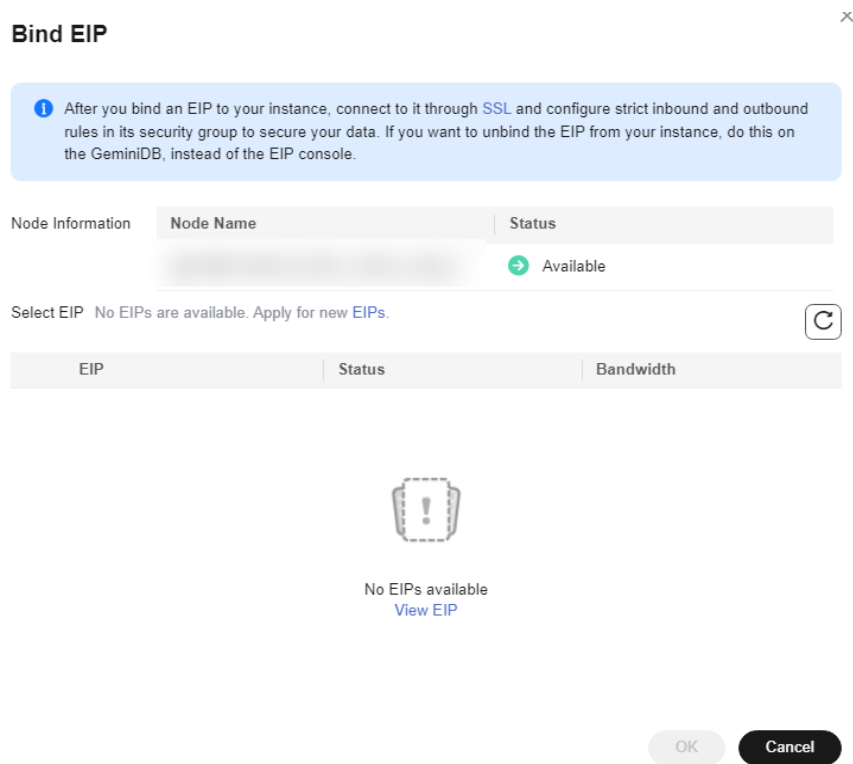 Bind EIP
After you bind an EIP to your instance, connect to it through SSL and configure strict inbound and outbound
rules in its security group to secure your data. If you want to unbind the EIP from your instance, do this on
the GeminiDB, instead of the EIP console.
Node Information
Node Name
Status
Available
Select EIP No EIPs are available. Apply for new EIPs.
EIP
Status
Bandwidth
No EIPs available
View EIP
OK
Cancel